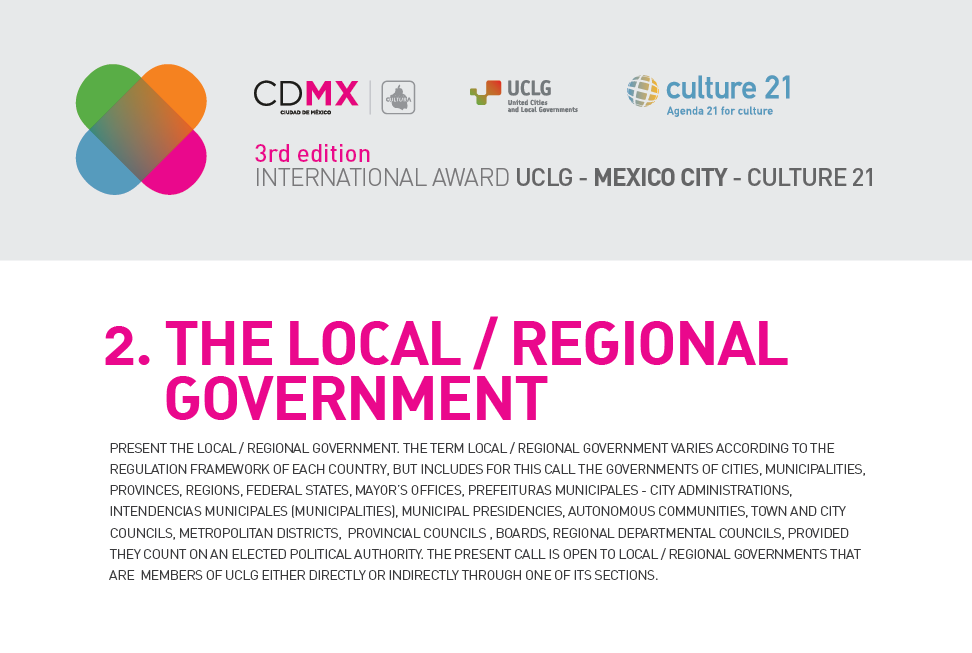 CDMX
CIUDAD DE MÉXICO
CULTURA
UCLG
United Cities
and Local Governments
culture 21
Agenda 21 for culture
3rd edition
INTERNATIONAL AWARD UCLG - MEXICO CITY - CULTURE 21
2. THE LOCAL / REGIONAL
GOVERNMENT
PRESENT THE LOCAL / REGIONAL GOVERNMENT. THE TERM LOCAL / REGIONAL GOVERNMENT VARIES ACCORDING TO THE
REGULATION FRAMEWORK OF EACH COUNTRY, BUT INCLUDES FOR THIS CALL THE GOVERNMENTS OF CITIES, MUNICIPALITIES,
PROVINCES, REGIONS, FEDERAL STATES, MAYOR´S OFFICES, PREFEITURAS MUNICIPALES - CITY ADMINISTRATIONS,
INTENDENCIAS MUNICIPALES (MUNICIPALITIES), MUNICIPAL PRESIDENCIES, AUTONOMOUS COMMUNITIES, TOWN AND CITY
COUNCILS, METROPOLITAN DISTRICTS,  PROVINCIAL COUNCILS , BOARDS, REGIONAL DEPARTMENTAL COUNCILS, PROVIDED
THEY COUNT ON AN ELECTED POLITICAL AUTHORITY. THE PRESENT CALL IS OPEN TO LOCAL / REGIONAL GOVERNMENTS THAT
ARE  MEMBERS OF UCLG EITHER DIRECTLY OR INDIRECTLY THROUGH ONE OF ITS SECTIONS.